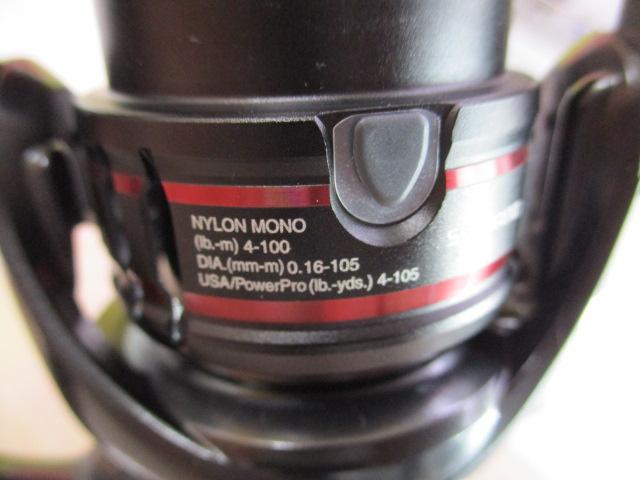 NYLON MONO
(lb.-m) 4-100
DIA.(mm-m) 0.16-105
USA/PowerPro (lb.-yds.) 4-105